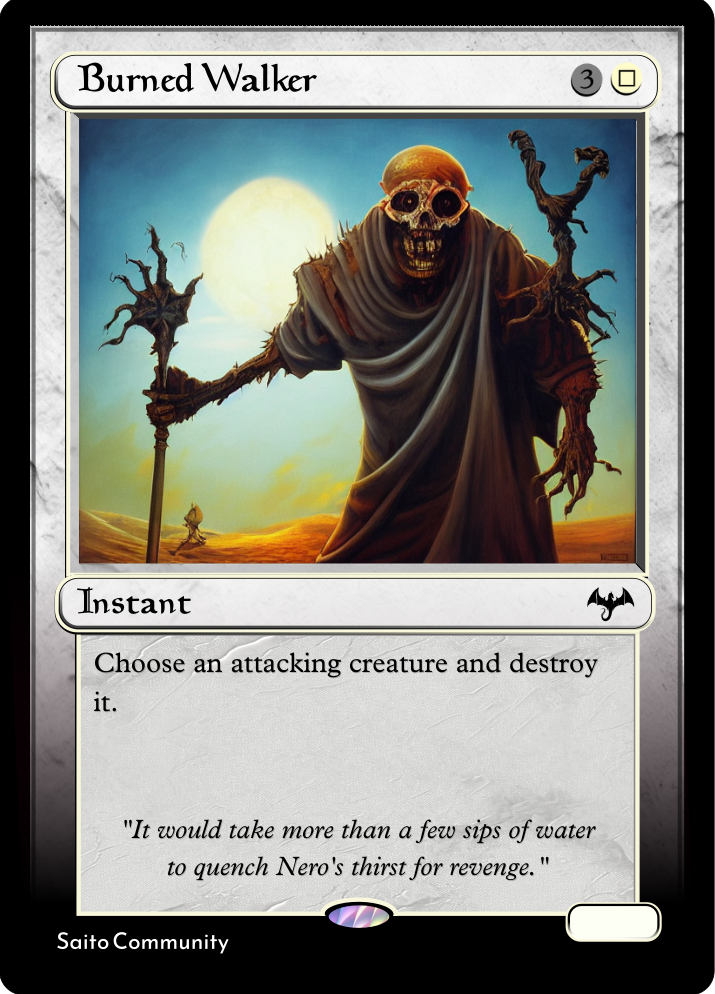 Burned Walker 3
Instant
Choose an attacking creature and destroy
it.
"It would take more than a few sips of water
to quench Nero's thirst for revenge."
Saito Community